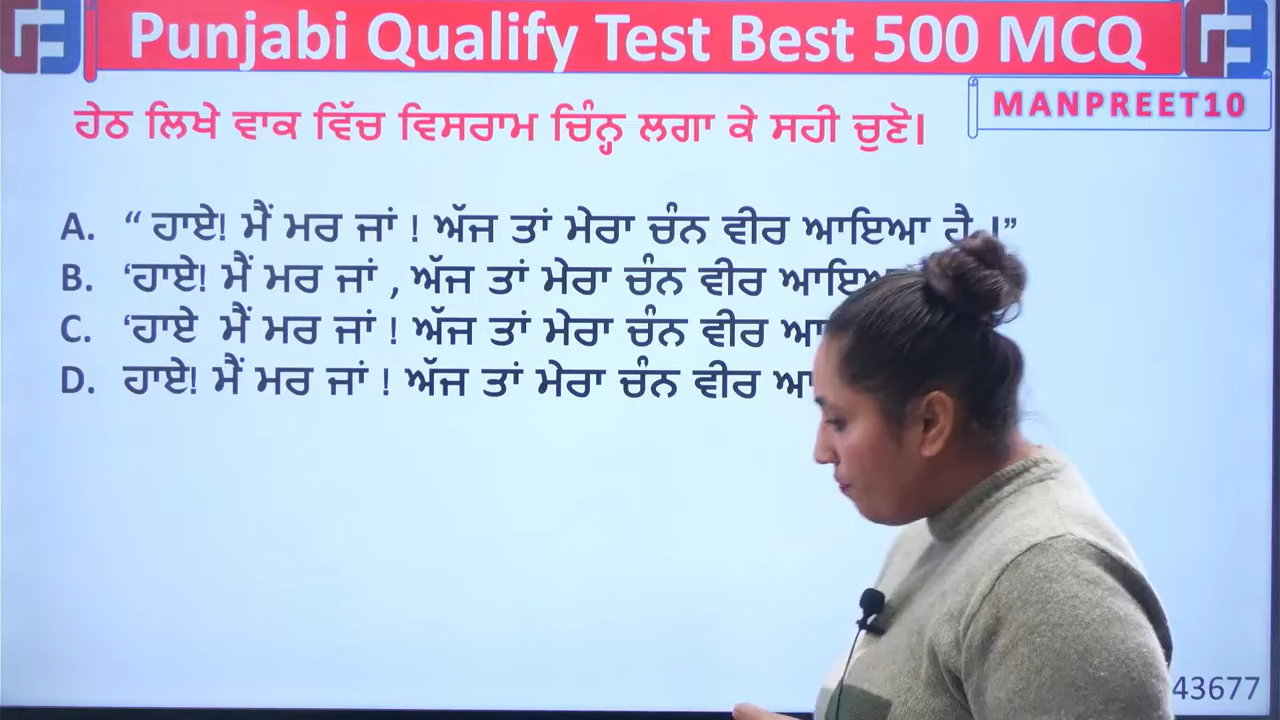 Punjabi Qualify Test Best 500 MCQ
MANPREET10
ਹੇਠ ਲਿਖੇ ਵਾਕ ਵਿੱਚ ਵਿਸਰਾਮ ਚਿੰਨ੍ਹ ਲਗਾ ਕੇ ਸਹੀ ਚੁਣੋ।
A. “ ਹਾਏ! ਮੈਂ ਮਰ ਜਾਂ ! ਅੱਜ ਤਾਂ ਮੇਰਾ ਚੰਨ ਵੀਰ ਆਇਆ ਹੈ ।”
B. ‘ਹਾਏ! ਮੈਂ ਮਰ ਜਾਂ , ਅੱਜ ਤਾਂ ਮੇਰਾ ਚੰਨ ਵੀਰ
C. ‘ਹਾਏ ਮੈਂ ਮਰ ਜਾਂ ! ਅੱਜ ਤਾਂ ਮੇਰਾ ਚੰਨ ਵੀਰ
D. ਹਾਏ! ਮੈਂ ਮਰ ਜਾਂ ! ਅੱਜ ਤਾਂ ਮੇਰਾ ਚੰਨ ਵੀਰ
43677